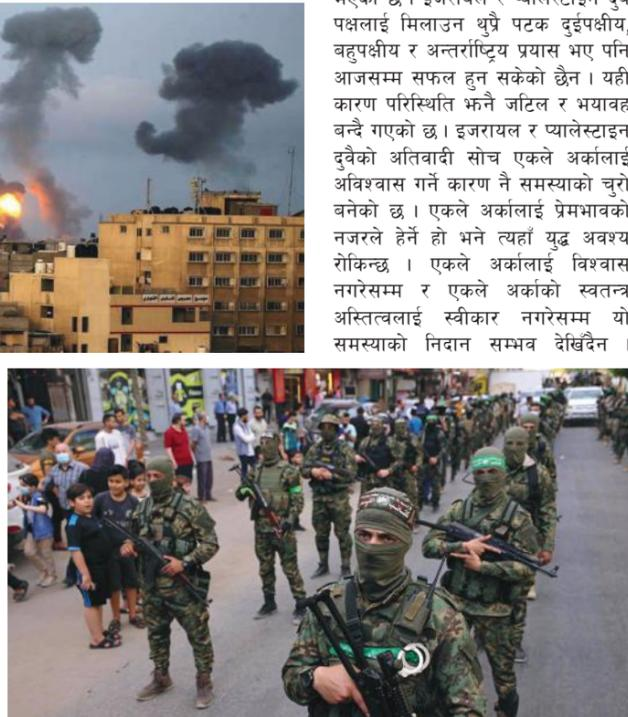 भएको छ । इजरायल र प्यालेस्टाइन दुवै
पक्षलाई मिलाउन थुप्रै पटक दुईपक्षीय,
बहुपक्षीय र अन्तर्राष्ट्रिय प्रयास भए पनि
आजसम्म सफल हुन सकेको छैन । यही
कारण परिस्थिति झनै जटिल र भयावह
बन्दै गएको छ । इजरायल र प्यालेस्टाइन
दुवैको अतिवादी सोच एकले अर्कालाई
अविश्वास गर्ने कारण नै समस्याको चुरो
बनेको छ । एकले अर्कालाई प्रेमभावको
नजरले हेर्ने हो भने त्यहाँ युद्ध अवश्य
रोकिन्छ । एकले अर्कालाई विश्वास
नगरेसम्म र एकले अर्काको स्वतन्त्र
अस्तित्वलाई स्वीकार नगरेसम्म यो
समस्याको निदान सम्भव देखिँदैन ।